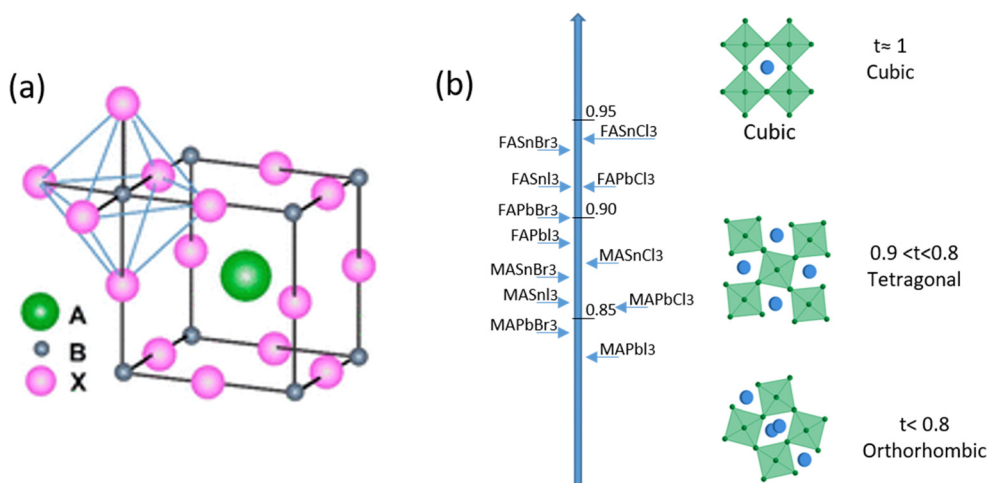 (a)
A
B
X
(b)
0.95
FASnCl3
FASnBr3
FASnI3
FAPbCl3
FAPbBr3
0.90
FAPbI3
MASnCl3
MASnBr3
MASnI3
MAPbCl3
0.85
MAPbBr3
MAPbI3
Cubic
t≈ 1
Cubic
0.9 <t<0.8
Tetragonal
t< 0.8
Orthorhombic